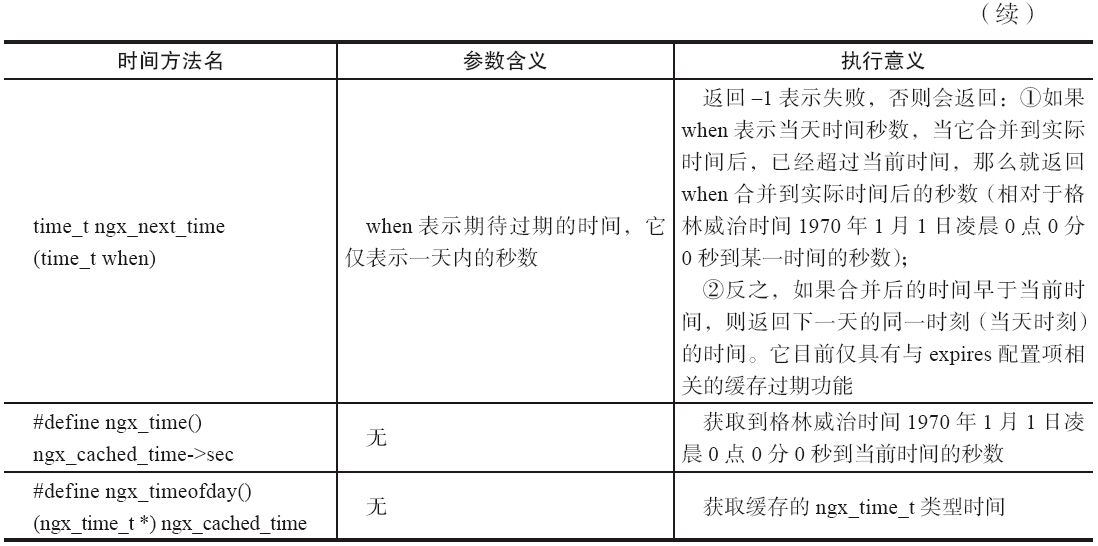 （续）
时间方法名 参数含义 执行意义
time_t ngx_next_time
(time_t when)
when 表示期待过期的时间，它
仅表示一天内的秒数
返回 –1 表示失败，否则会返回：①如果
when 表示当天时间秒数，当它合并到实际
时间后，已经超过当前时间，那么就返回
when 合并到实际时间后的秒数（相对于格
林威治时间 1970 年 1 月 1 日凌晨 0 点 0 分
0 秒到某一时间的秒数）；
②反之，如果合并后的时间早于当前时
间，则返回下一天的同一时刻（当天时刻）
的时间。它目前仅具有与 expires 配置项相
关的缓存过期功能
#define ngx_time()
ngx_cached_time->sec
无
获取到格林威治时间 1970 年 1 月 1 日凌
晨 0 点 0 分 0 秒到当前时间的秒数
#define ngx_timeofday()
(ngx_time_t *) ngx_cached_time
无
获取缓存的 ngx_time_t 类型时间